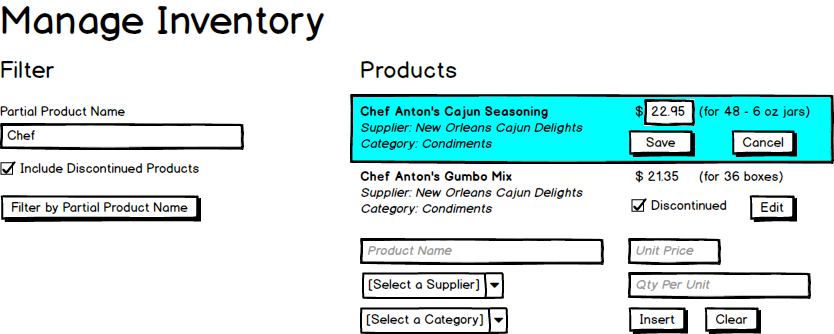 Manage Inventory
Filter
Partial Product Name
Chef
Include Discontinued Products
Filter by Partial Product Name
Products
Chef Anton's Cajun Seasoning $ 22.95 (for 48 - 6 oz jars)
Supplier: New Orleans Cajun Delights
Category: Condiments Save Cancel
Chef Anton's Gumbo Mix $ 21.35 (for 36 boxes)
Supplier: New Orleans Cajun Delights
Category: Condiments Discontinued Edit
Product Name Unit Price
[Select a Supplier] Qty Per Unit
[Select a Category] Insert Clear